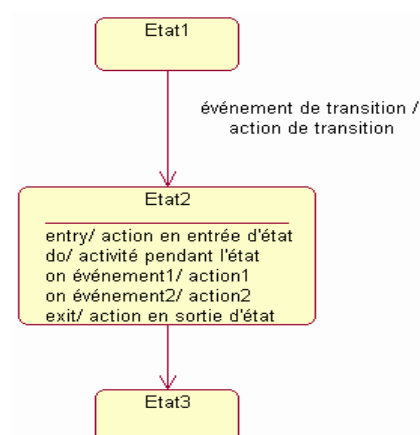 Etat1
événement de transition /
action de transition
Etat2
entry/ action en entrée d'état
do/ activité pendant l'état
on événement1/ action1
on événement2/ action2
exit/ action en sortie d'état
Etat3